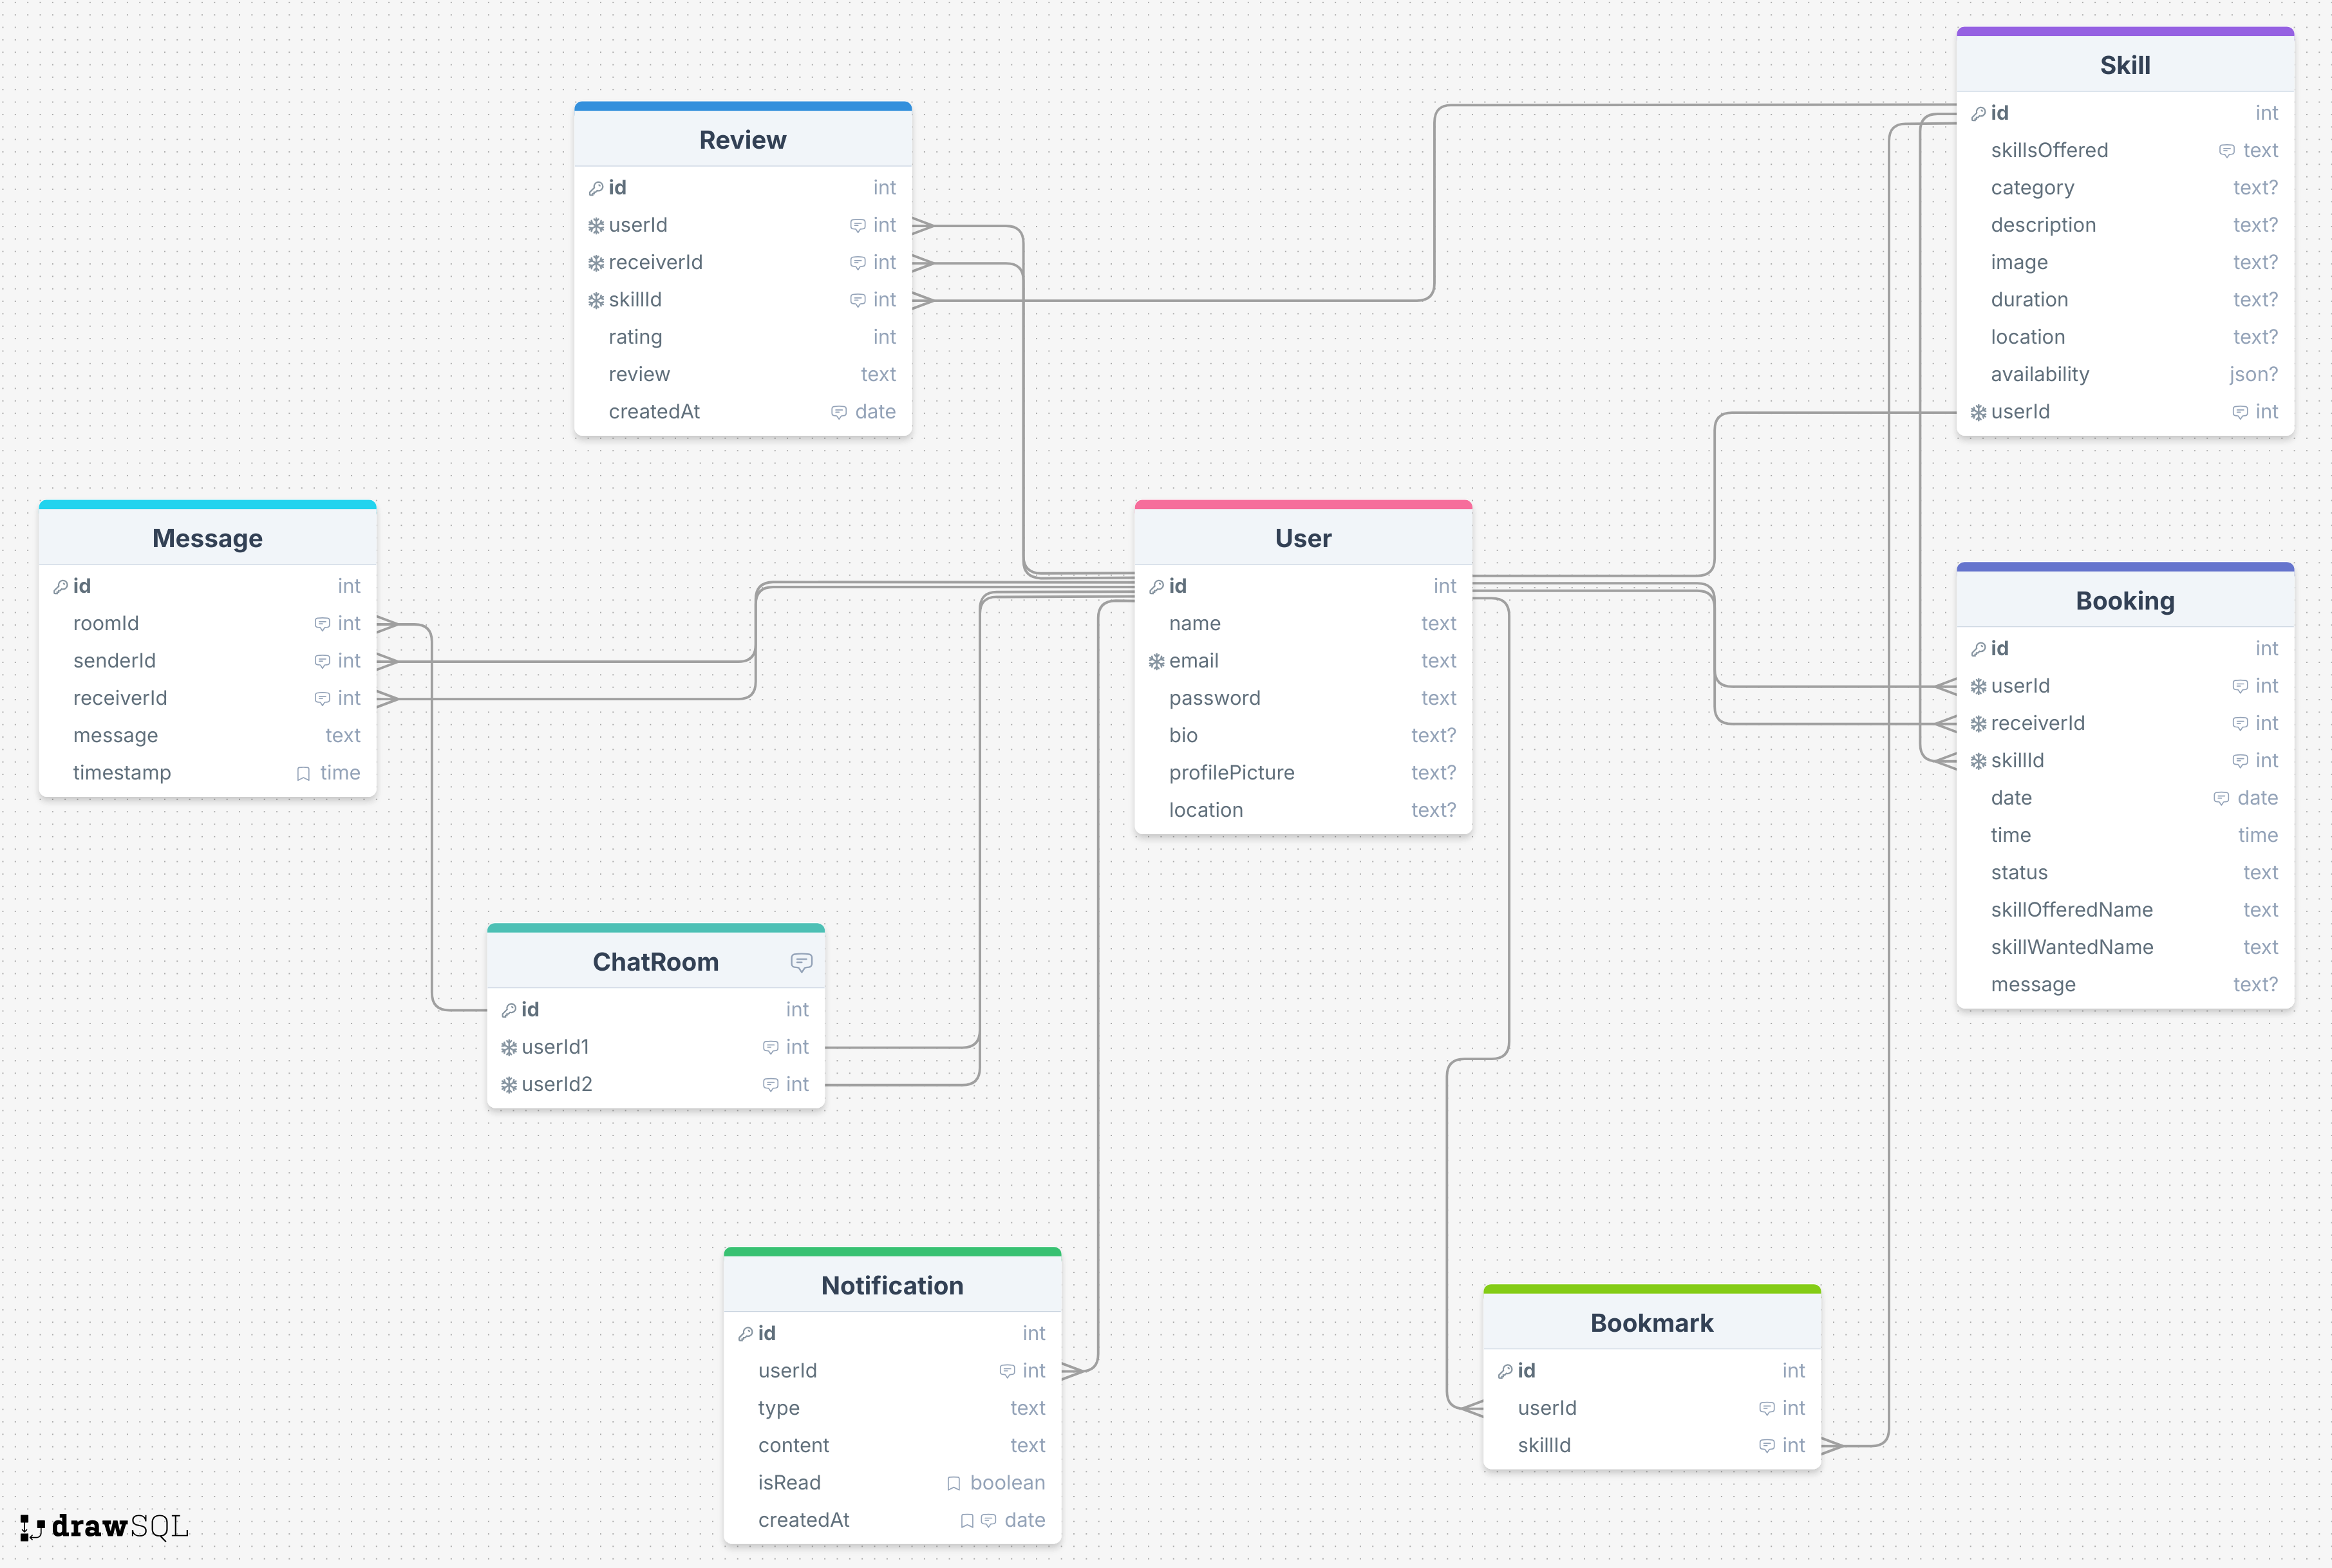 Skill
id int
skillsOffered text
category text?
description text?
image text?
duration text?
location text?
availability json?
userId int
Review
id int
userId int
receiverId int
skillId int
rating int
review text
createdAt date
Message
id int
roomId int
senderId int
receiverId int
message text
timestamp time
User
id int
name text
email text
password text
bio text?
profilePicture text?
location text?
Booking
id int
userId int
receiverId int
skillId int
date date
time time
status text
skillOfferedName text
skillWantedName text
message text?
ChatRoom
id int
userId1 int
userId2 int
Notification
id int
userId int
type text
content text
isRead boolean
createdAt date
Bookmark
id int
userId int
skillId int
drawSQL